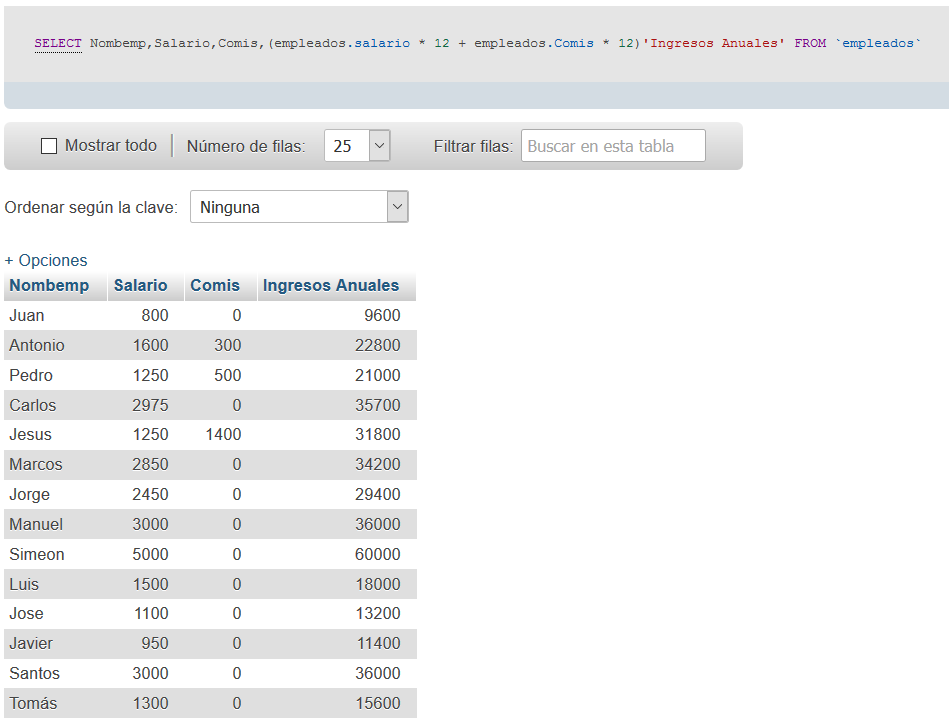 SELECT Nombemp,Salario,Comis,(empleados.salario * 12 + empleados.Comis * 12)'Ingresos Anuales' FROM `empleados`
Mostrar todo Número de filas: 25 Filtrar filas: Buscar en esta tabla
Ordenar según la clave: Ninguna
+ Opciones
Nombemp Salario Comis Ingresos Anuales
Juan 800 0 9600
Antonio 1600 300 22800
Pedro 1250 500 21000
Carlos 2975 0 35700
Jesus 1250 1400 31800
Marcos 2850 0 34200
Jorge 2450 0 29400
Manuel 3000 0 36000
Simeon 5000 0 60000
Luis 1500 0 18000
Jose 1100 0 13200
Javier 950 0 11400
Santos 3000 0 36000
Tomás 1300 0 15600